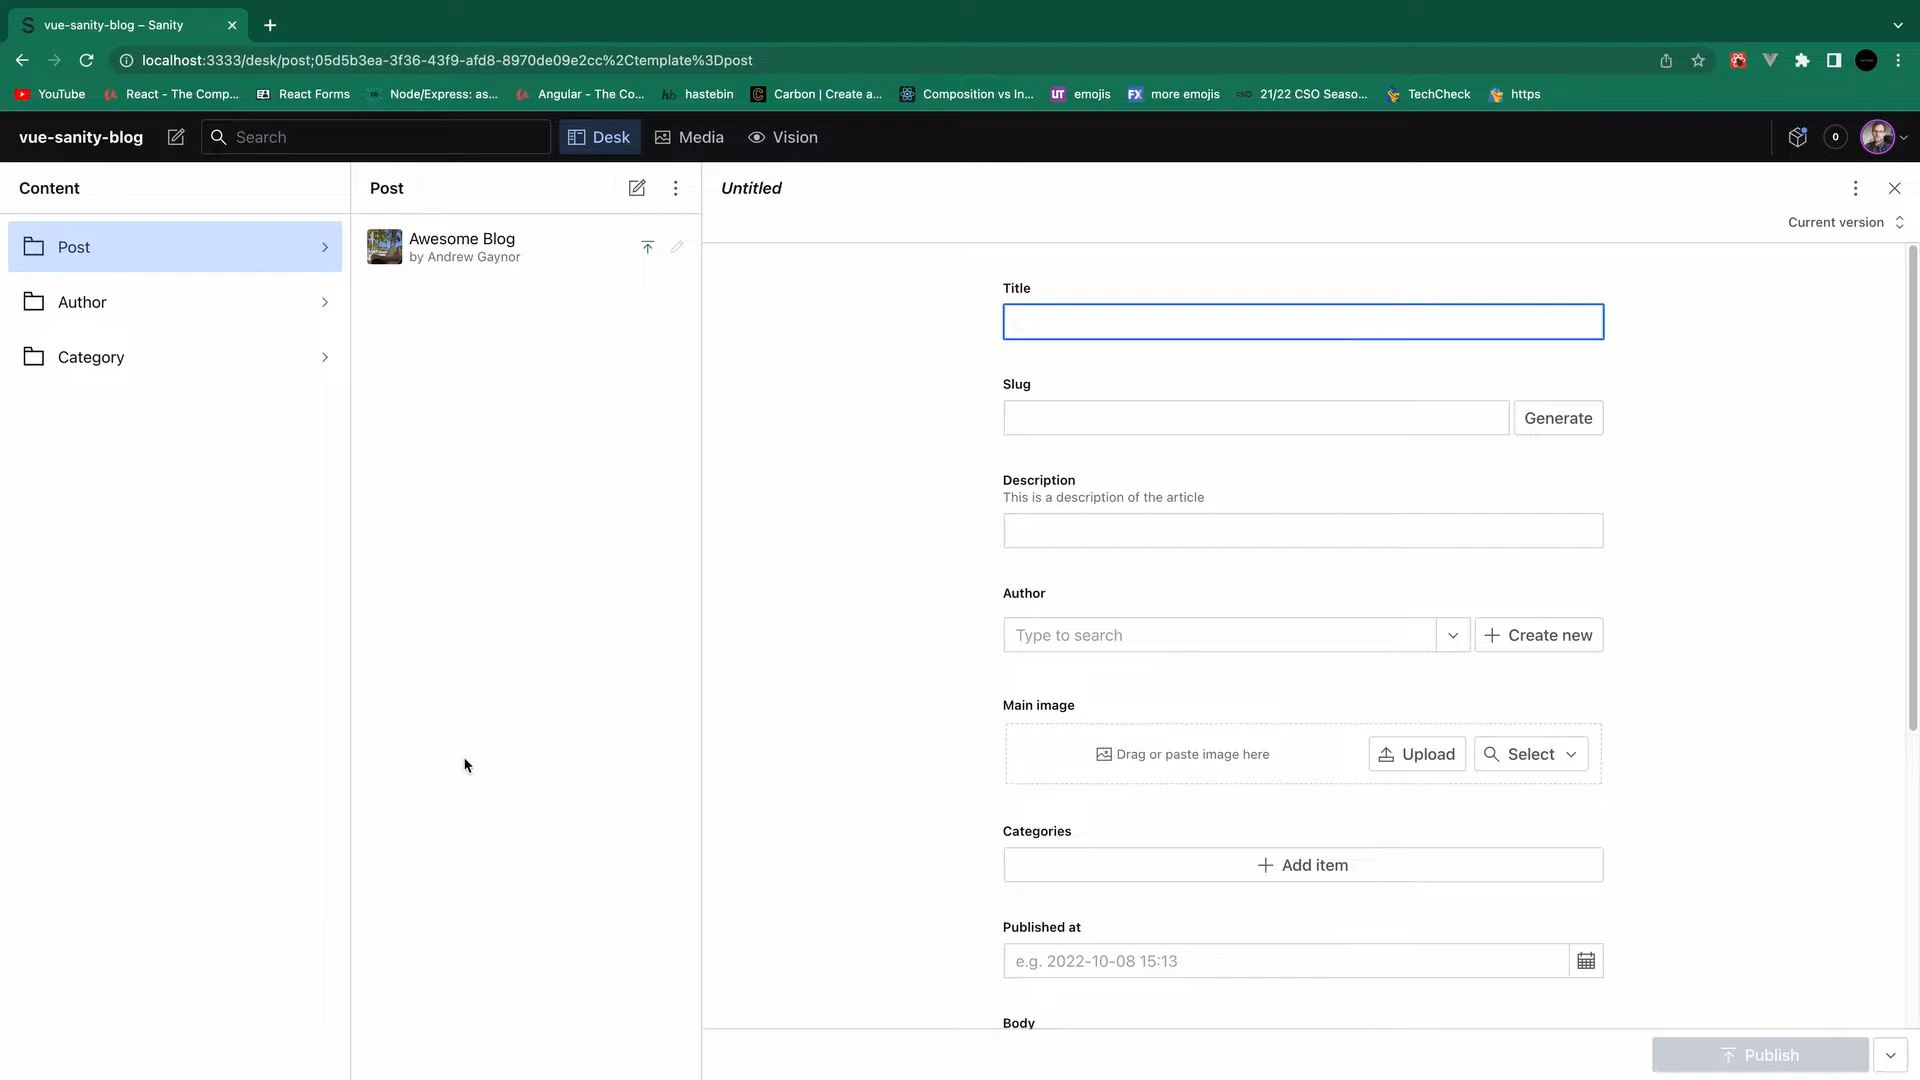 vue-sanity-blog – Sanity
localhost:3333/desk/post;05d5b3ea-3f36-43f9-afd8-8970de09e2cc%2Ctemplate%3Dpost
YouTube
React - The Comp...
React Forms
Node/Express: as...
Angular - The Co...
hb hastebin
Carbon | Create a...
Composition vs In...
UT emojis
FX more emojis
CSO 21/22 CSO Seaso...
TechCheck
https
vue-sanity-blog
Search
Desk
Media
Vision
0
Content
Post
Untitled
Current version
Post
Author
Category
Awesome Blog
by Andrew Gaynor
Title
Slug
Generate
Description
This is a description of the article
Author
Type to search
Create new
Main image
Drag or paste image here
Upload
Select
Categories
Add item
Published at
e.g. 2022-10-08 15:13
Body
Publish